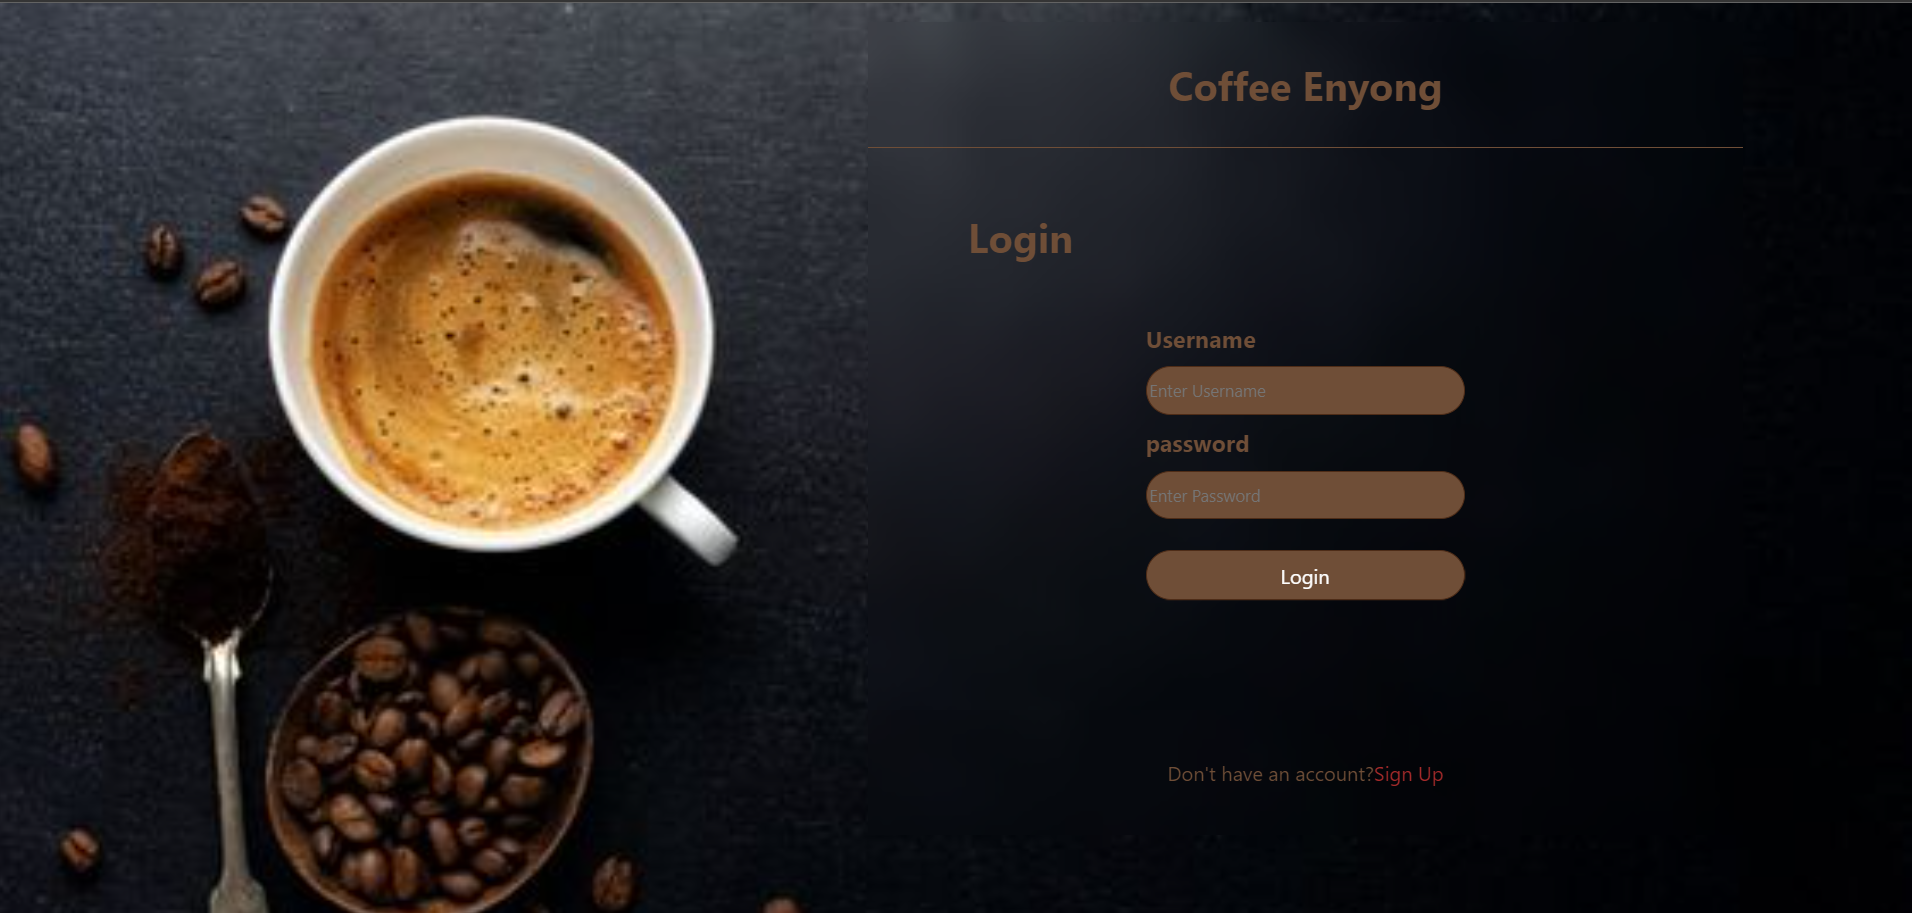 Coffee Enyong
Login
Username
Enter Username
password
Enter Password
Login
Don't have an account?Sign Up